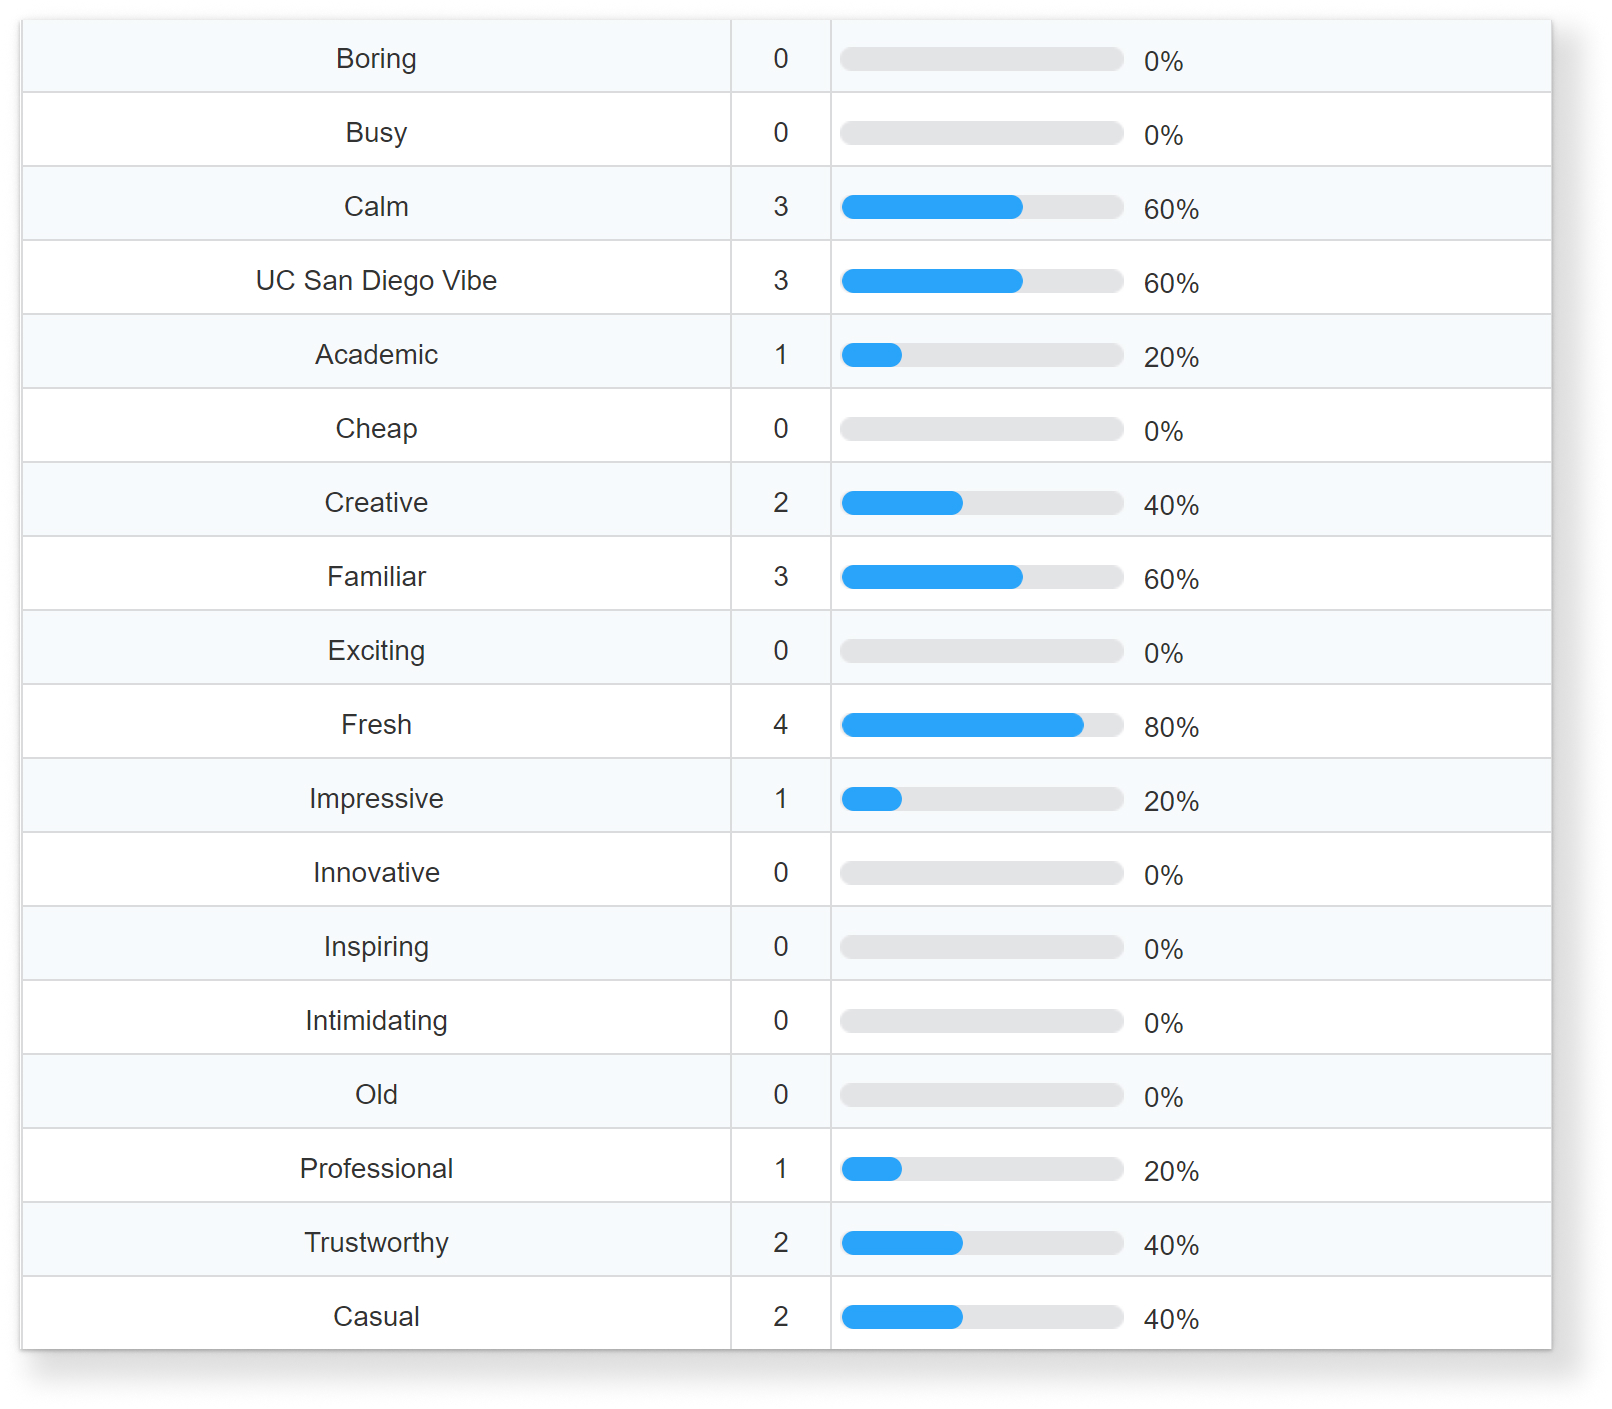 Boring 0 0%
Busy 0 0%
Calm 3 60%
UC San Diego Vibe 3 60%
Academic 1 20%
Cheap 0 0%
Creative 2 40%
Familiar 3 60%
Exciting 0 0%
Fresh 4 80%
Impressive 1 20%
Innovative 0 0%
Inspiring 0 0%
Intimidating 0 0%
Old 0 0%
Professional 1 20%
Trustworthy 2 40%
Casual 2 40%